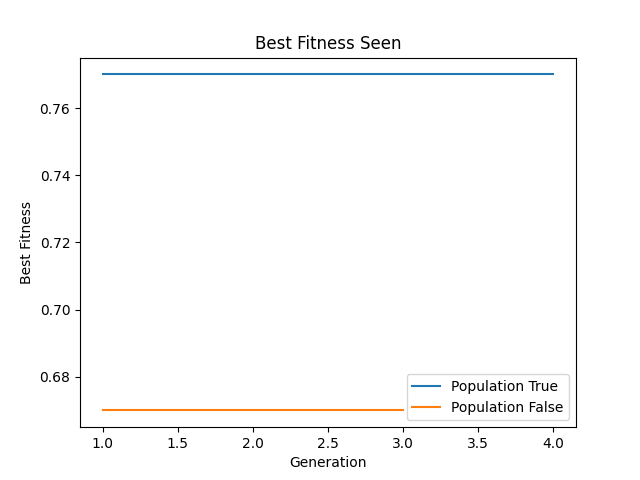 Best Fitness Seen
Best Fitness
0.76
0.74
0.72
0.70
0.68
Population True
Population False
1.0 1.5 2.0 2.5 3.0 3.5 4.0
Generation